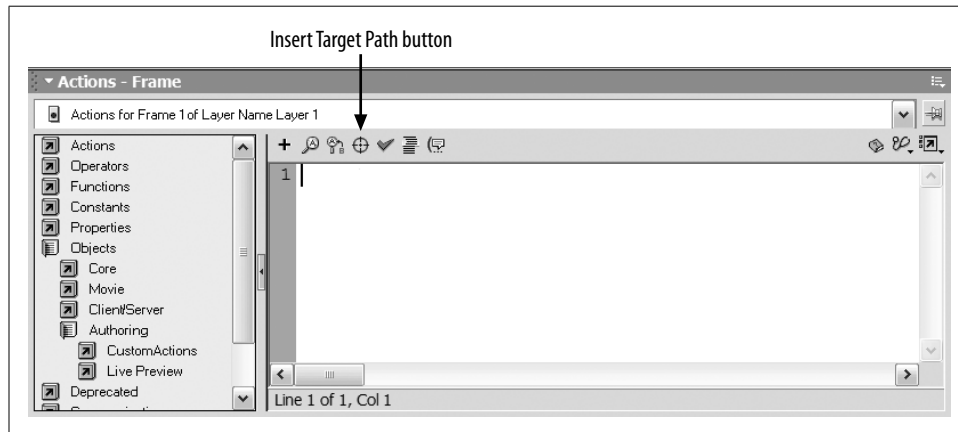 Insert Target Path button
Actions - Frame
Actions for Frame 1 of Layer Name Layer 1
Actions
Operators
Functions
Constants
Properties
Objects
Core
Movie
Client/Server
Authoring
CustomActions
Live Preview
Deprecated
1
Line 1 of 1, Col 1